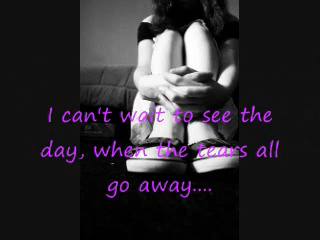 I can't wait to see the
day, when the tears all
go away....